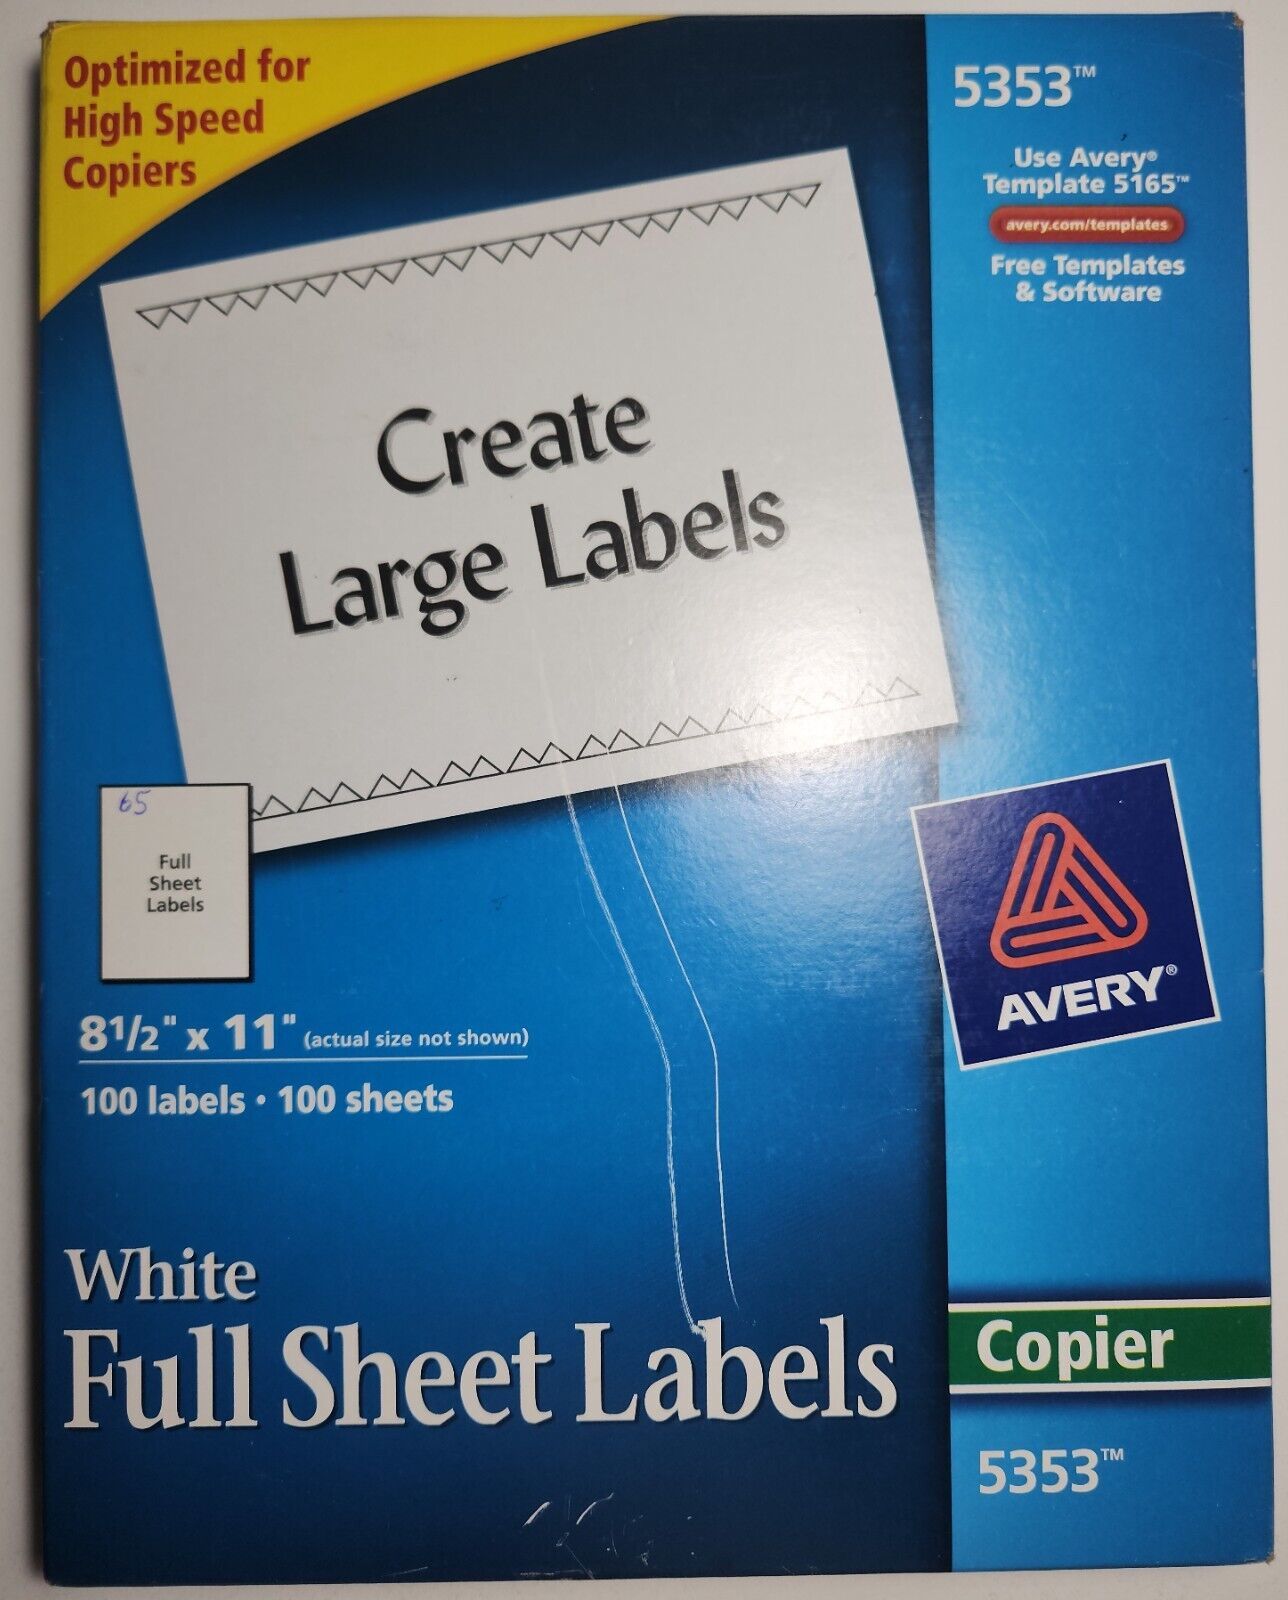 Optimized for
High Speed
Copiers
5353™
Use Avery®
Template 5165™
avery.com/templates
Free Templates
& Software
Create
Large Labels
65
Full
Sheet
Labels
AVERY®
8 1/2" x 11" (actual size not shown)
100 labels • 100 sheets
White
Full Sheet Labels
Copier
5353™